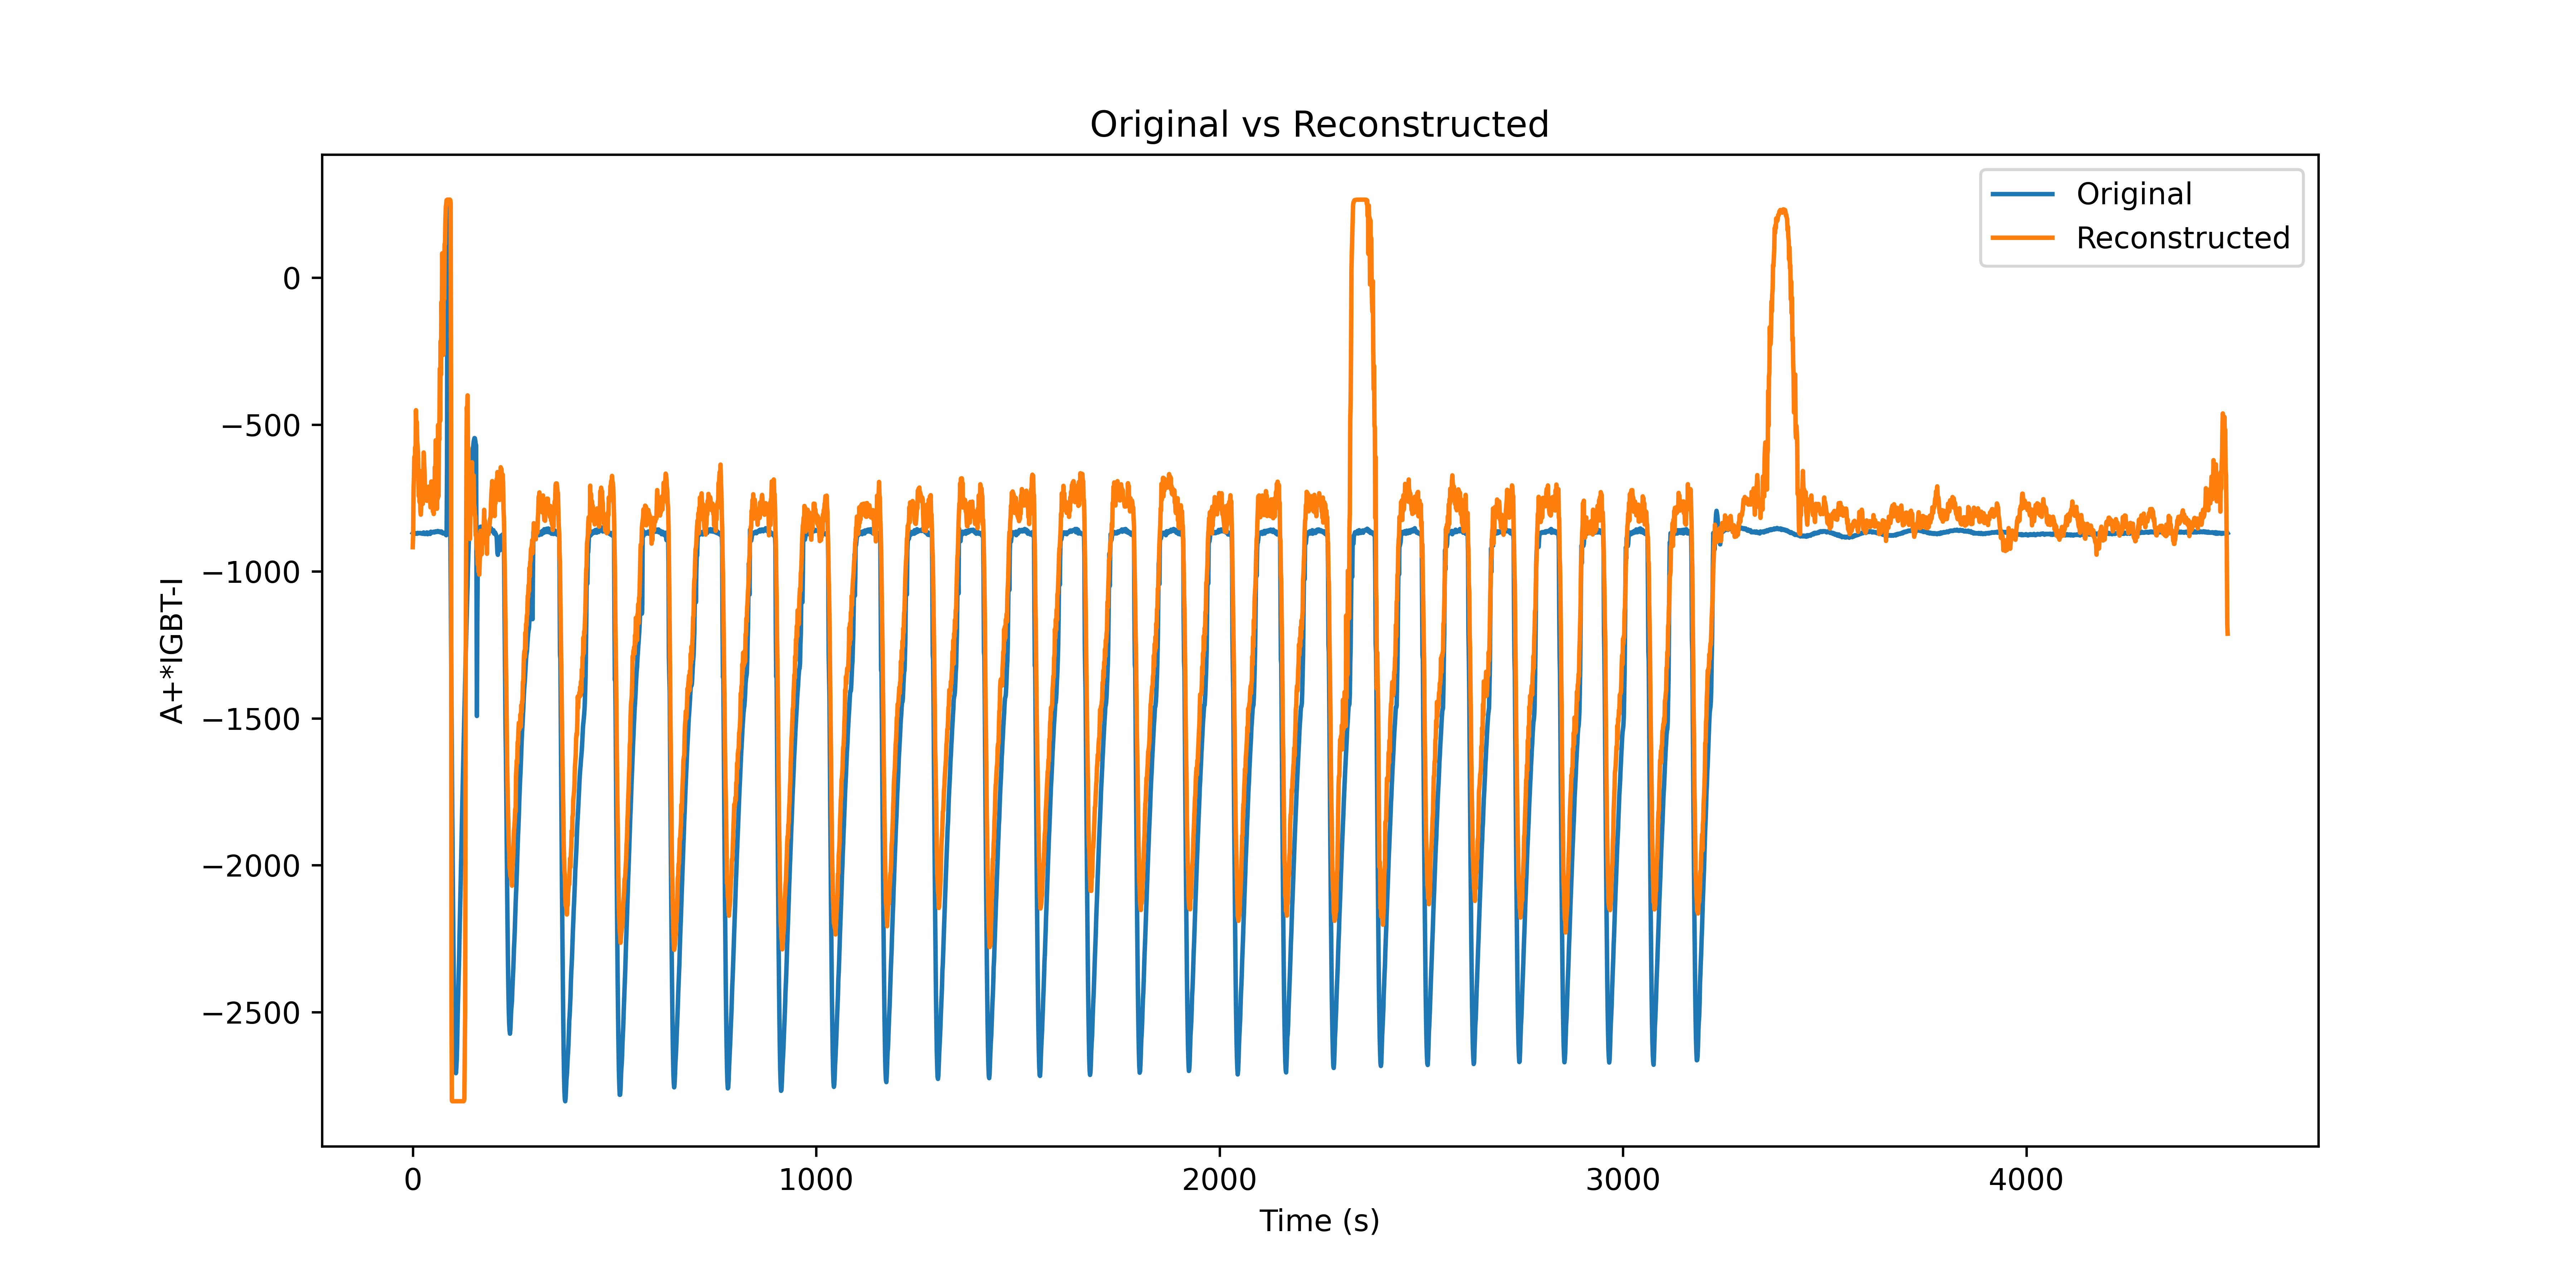 Original vs Reconstructed
Original
Reconstructed
A+*IGBT-I
0
−500
−1000
−1500
−2000
−2500
0
1000
2000
3000
4000
Time (s)